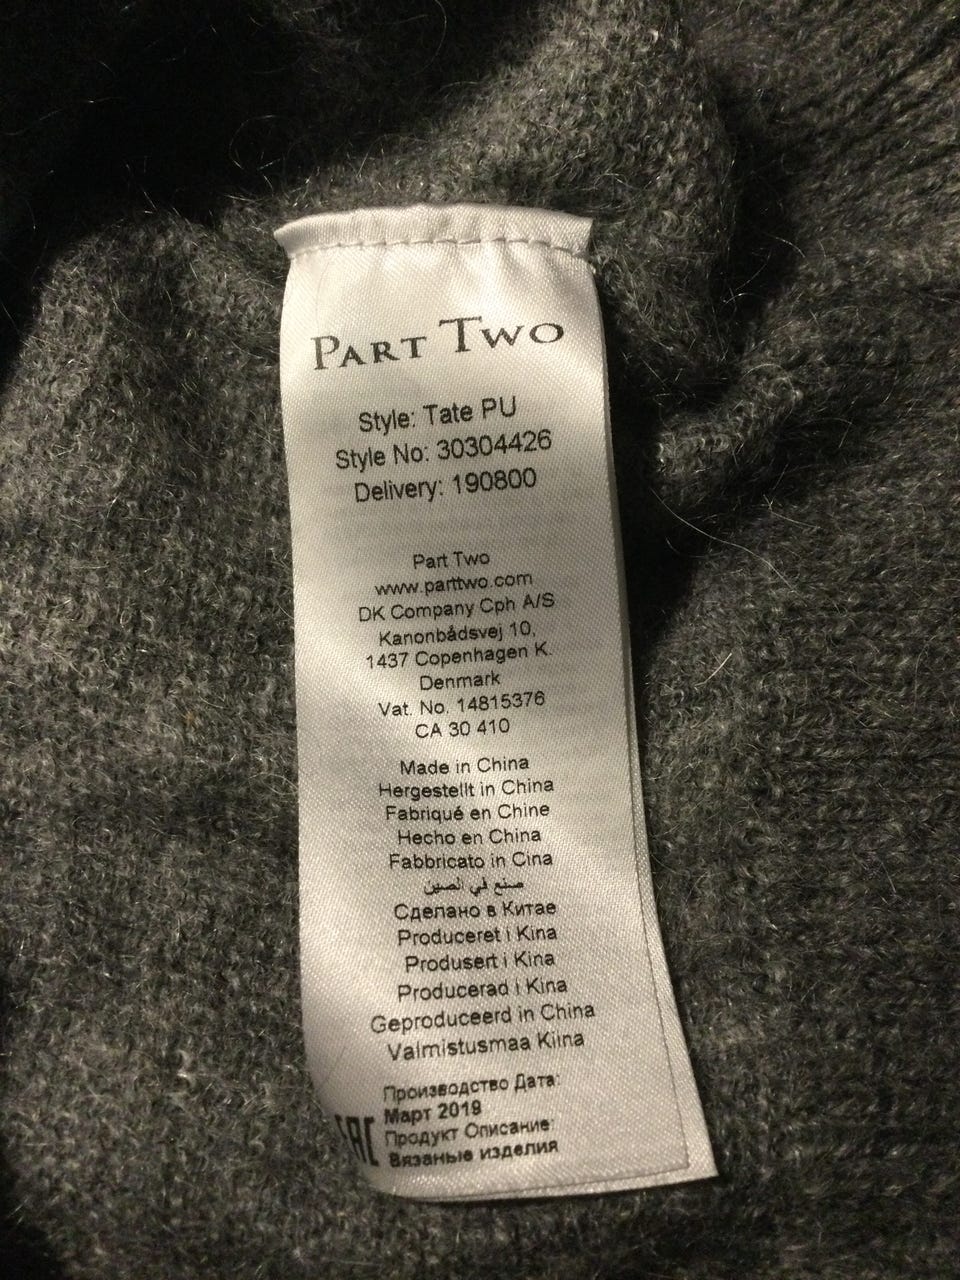 PART TWO
Style: Tate PU
Style No: 30304426
Delivery: 190800
Part Two
www.parttwo.com
DK Company Cph A/S
Kanonbådsvej 10,
1437 Copenhagen K.
Denmark
Vat. No. 14815376
CA 30 410
Made in China
Hergestellt in China
Fabriqué en Chine
Hecho en China
Fabbricato in Cina
صنع في الصين
Сделано в Китае
Produceret i Kina
Produsert i Kina
Producerad i Kina
Geproduceerd in China
Valmistusmaa Kiina
Производство Дата:
Март 2019
Продукт Описание:
Вязаные изделия
EAC